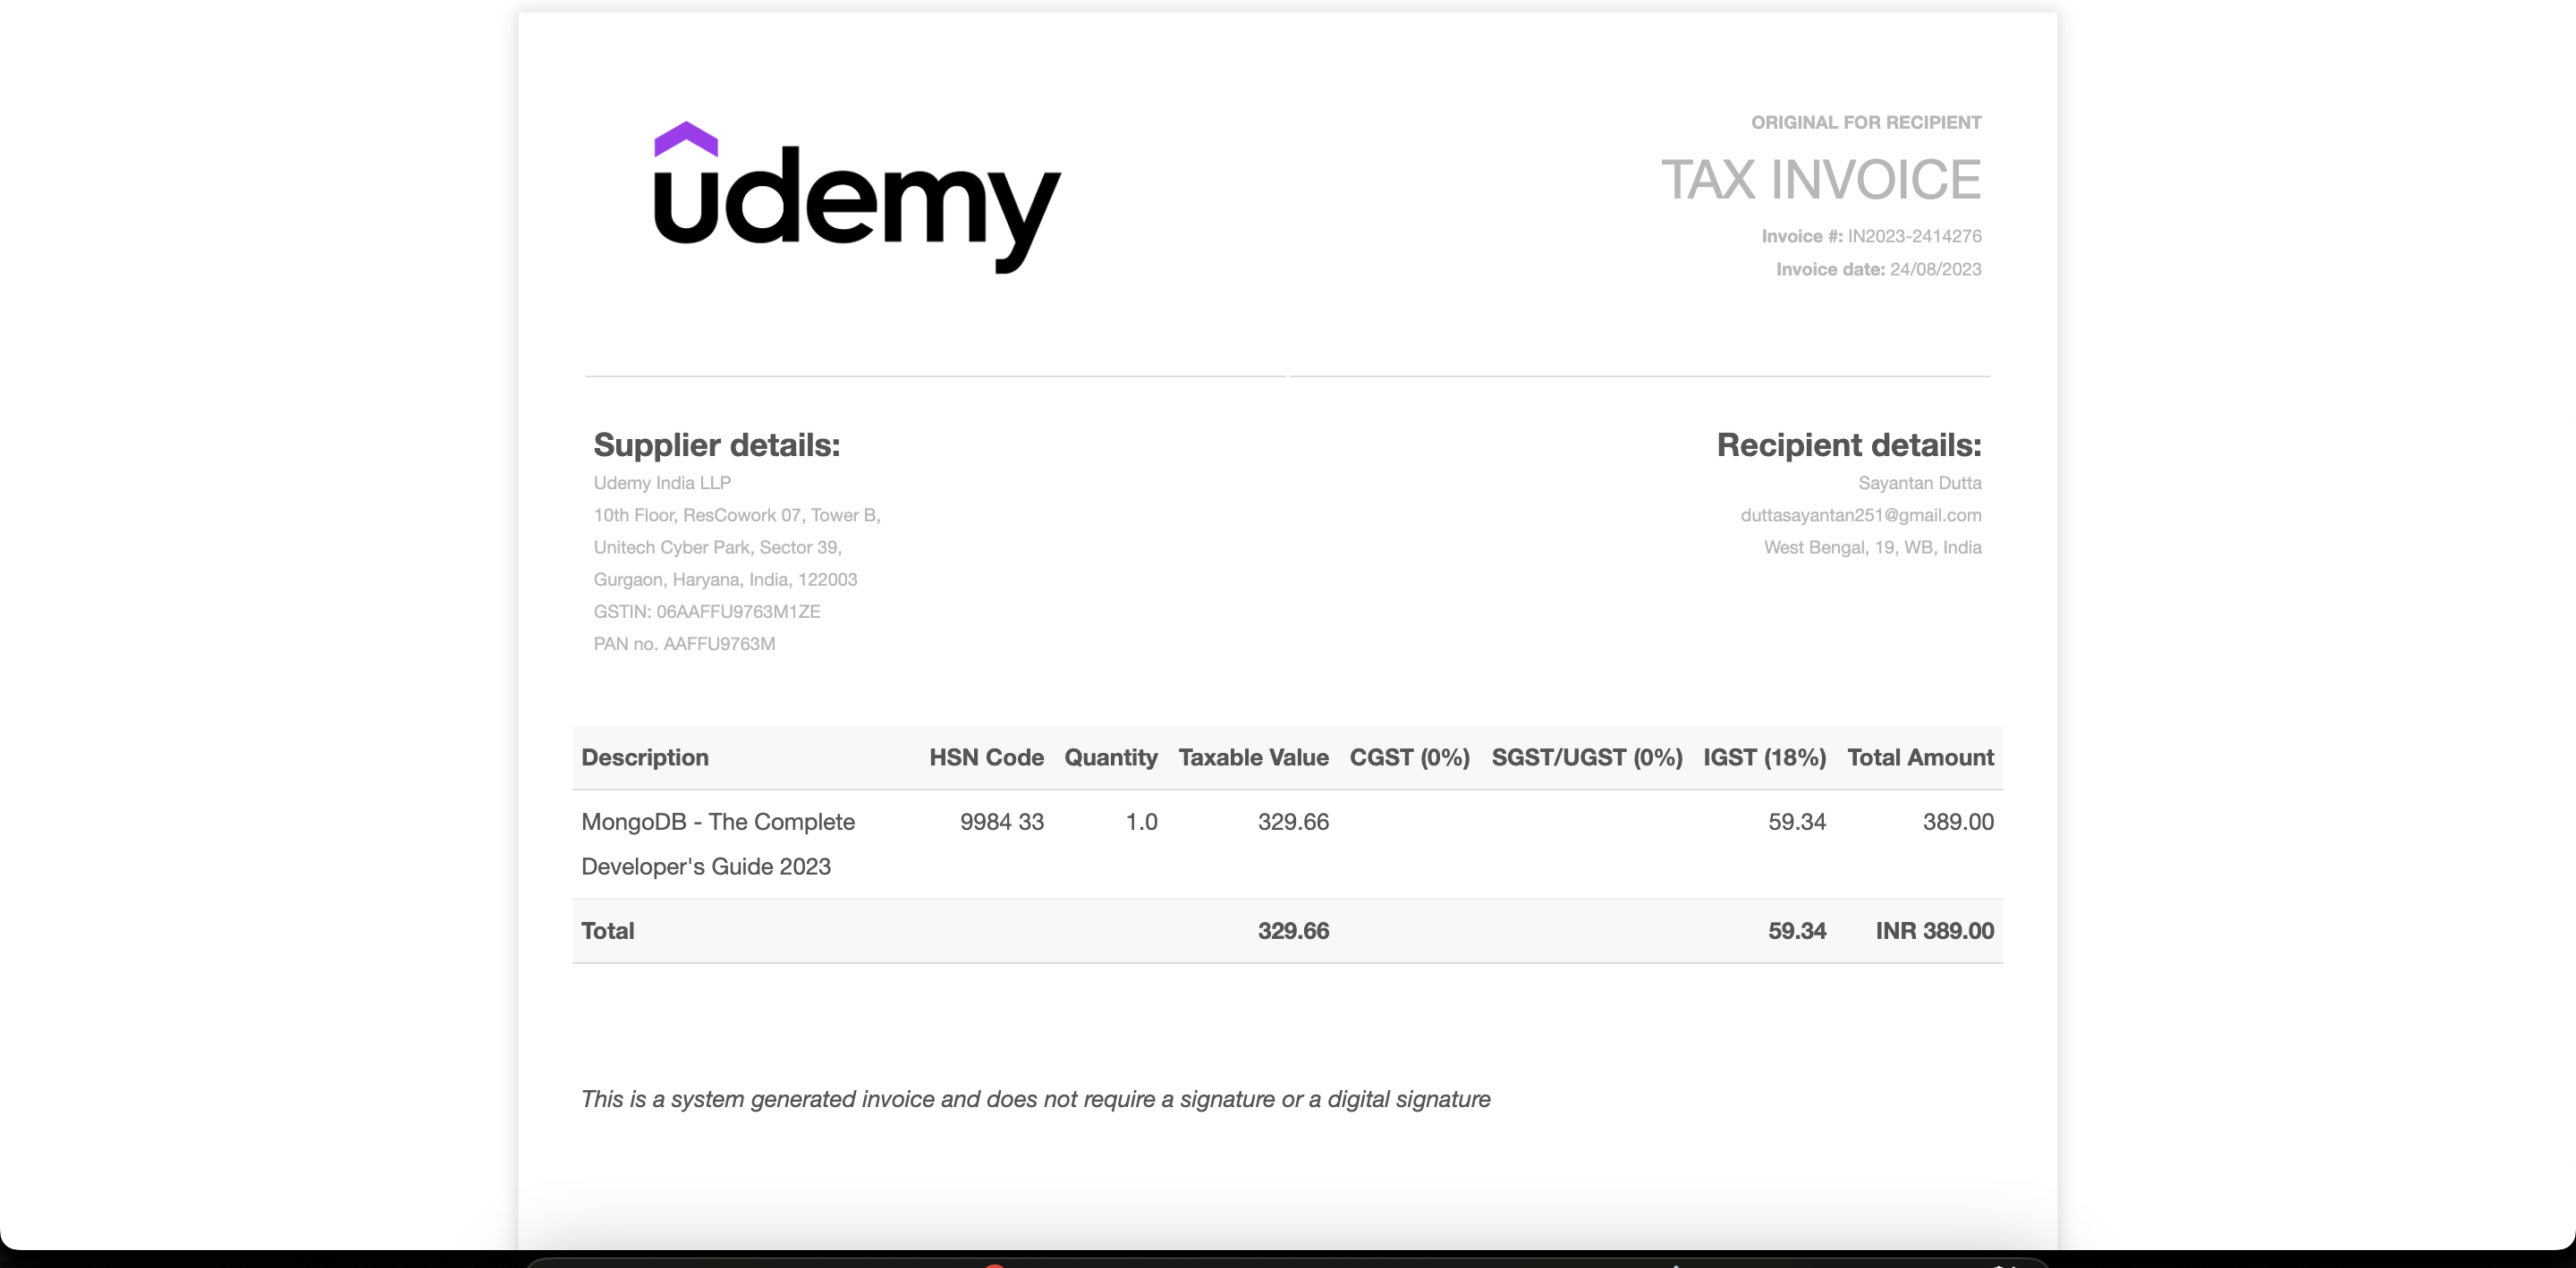 udemy
ORIGINAL FOR RECIPIENT
TAX INVOICE
Invoice #: IN2023-2414276
Invoice date: 24/08/2023
Supplier details:
Udemy India LLP
10th Floor, ResCowork 07, Tower B,
Unitech Cyber Park, Sector 39,
Gurgaon, Haryana, India, 122003
GSTIN: 06AAFFU9763M1ZE
PAN no. AAFFU9763M
Recipient details:
Sayantan Dutta
duttasayantan251@gmail.com
West Bengal, 19, WB, India
Description HSN Code Quantity Taxable Value CGST (0%) SGST/UGST (0%) IGST (18%) Total Amount
MongoDB - The Complete 9984 33 1.0 329.66 59.34 389.00
Developer's Guide 2023
Total 329.66 59.34 INR 389.00
This is a system generated invoice and does not require a signature or a digital signature